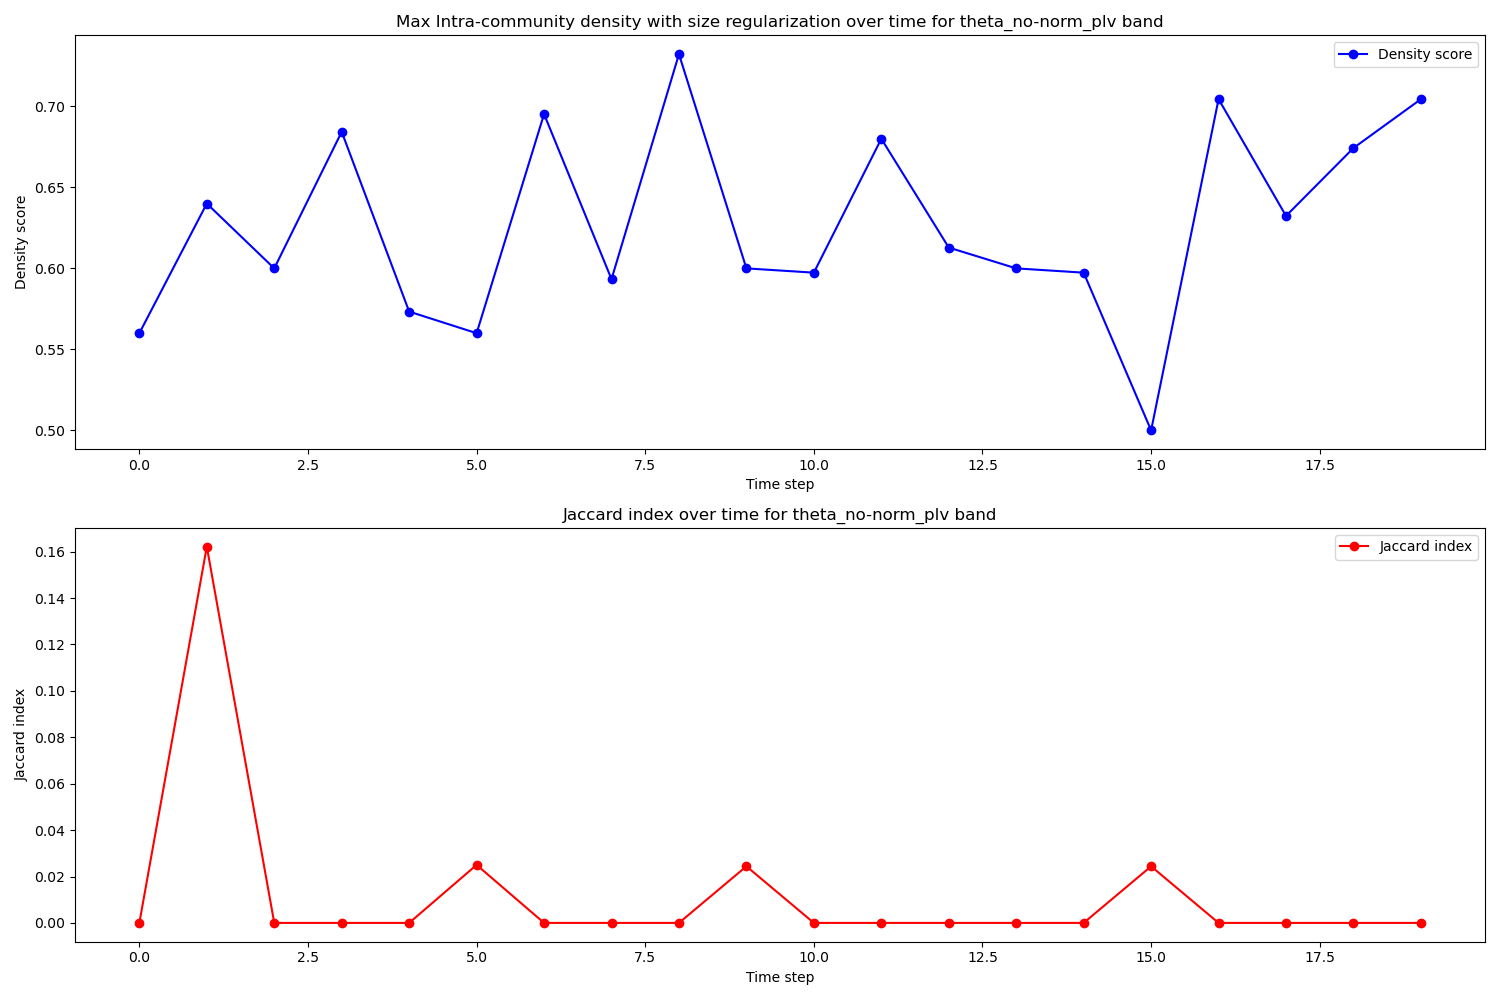 Max Intra-community density with size regularization over time for theta_no-norm_plv band
Density score
0.70
0.65
0.60
0.55
0.50
Density score
0.0 2.5 5.0 7.5 10.0 12.5 15.0 17.5
Time step
Jaccard index over time for theta_no-norm_plv band
Jaccard index
0.16
0.14
0.12
0.10
0.08
0.06
0.04
0.02
0.00
Jaccard index
0.0 2.5 5.0 7.5 10.0 12.5 15.0 17.5
Time step